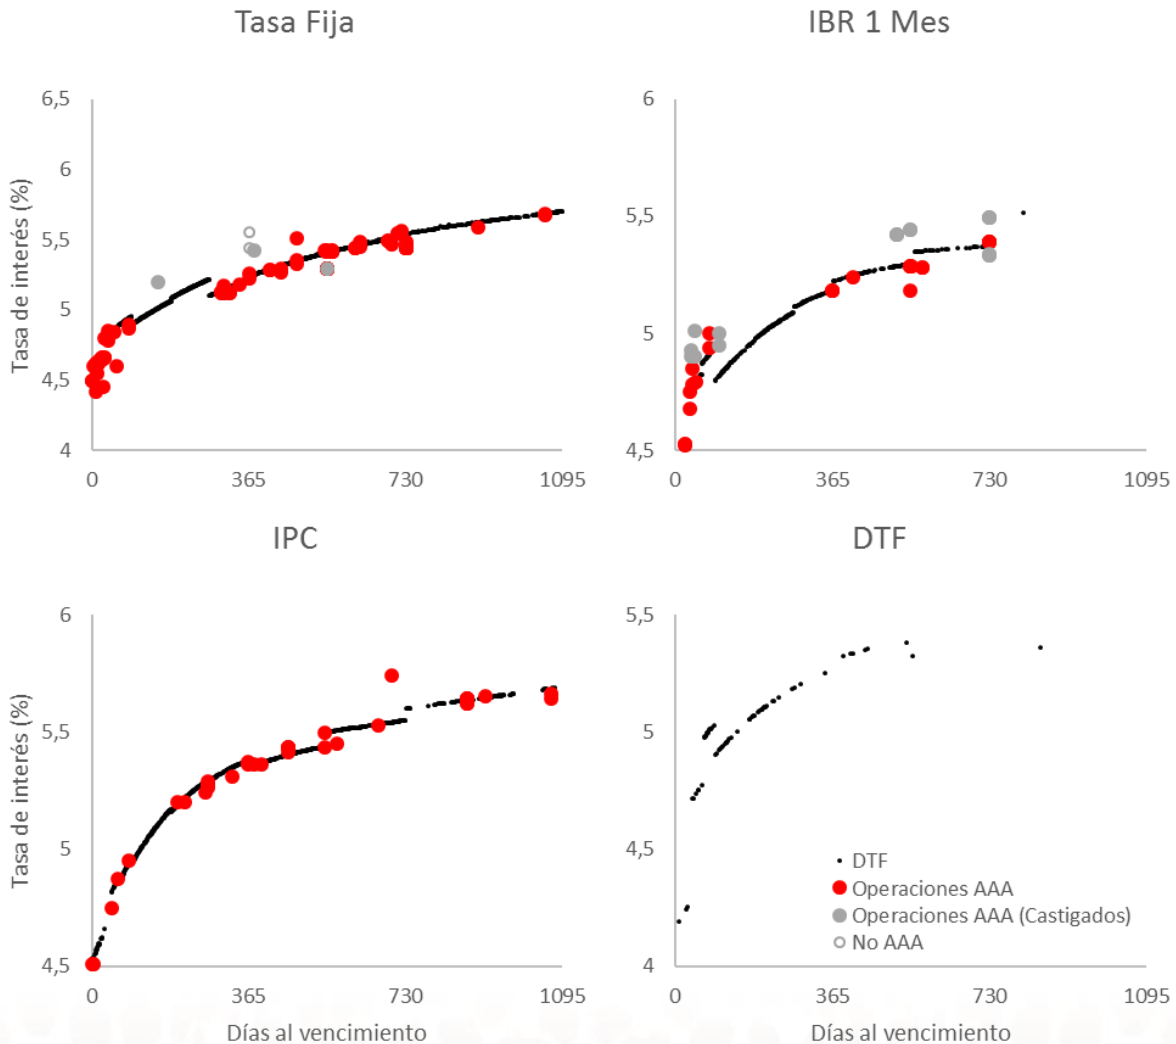 Tasa Fija
IBR 1 Mes
Tasa de interés (%)
6,5
6
5,5
5
4,5
4
0
365
730
1095
6
5,5
5
4,5
0
365
730
1095
IPC
DTF
Tasa de interés (%)
6
5,5
5
4,5
0
365
730
1095
Días al vencimiento
5,5
5
4,5
4
DTF
Operaciones AAA
Operaciones AAA (Castigados)
No AAA
0
365
730
1095
Días al vencimiento